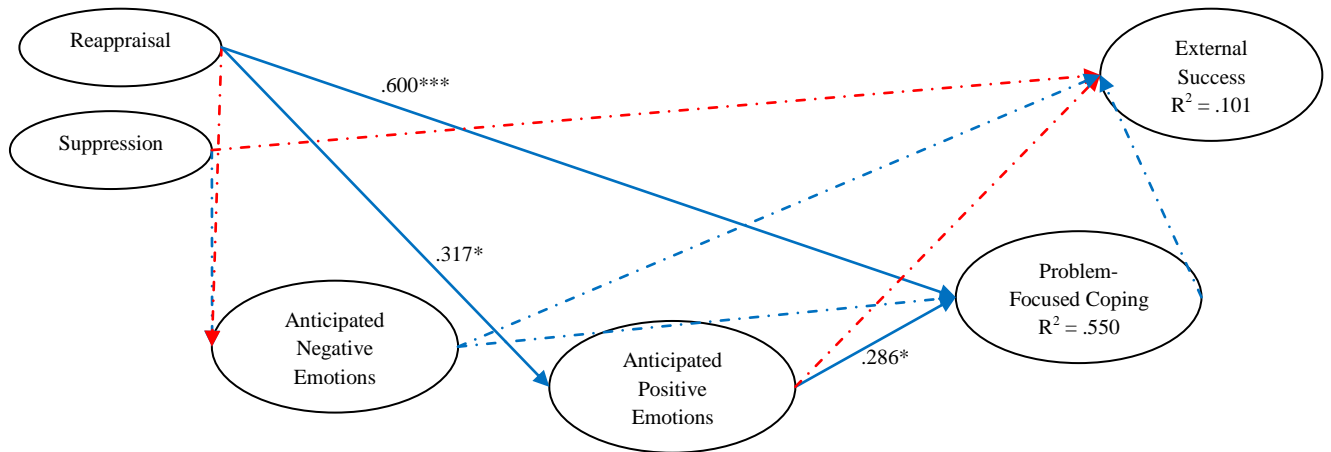 Reappraisal
Suppression
External
Success
R² = .101
.600***
.317*
Problem-
Focused Coping
R² = .550
Anticipated
Negative
Emotions
Anticipated
Positive
Emotions
.286*